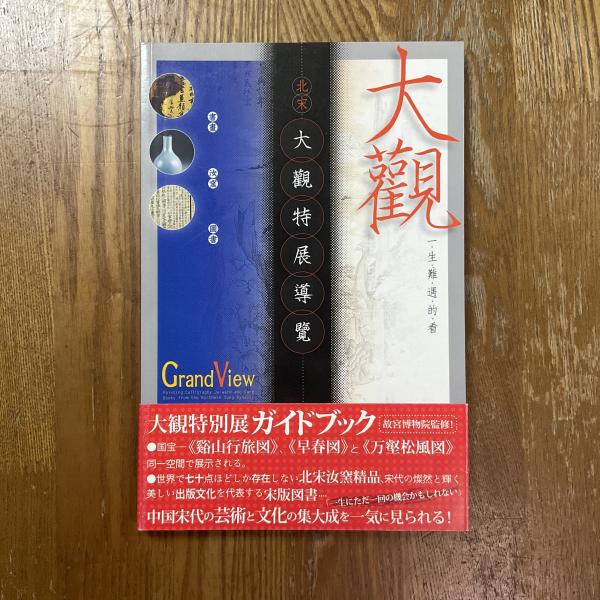 大觀
一・生・難・遇・的・看
北宋
大觀特展導覽
書畫
汝窯
圖書
Grand View
大観特別展 ガイドブック 故宮博物院監修!
●国宝—《谿山行旅図》、《早春図》と《万壑松風図》
同一空間で展示される。
●世界で七十点ほどしか存在しない北宋汝窯精品、宋代の燦然と輝く
美しい出版文化を代表する宋版図書....
一生にただ一回の機会かもしれない
中国宋代の芸術と文化の集大成を一気に見られる!